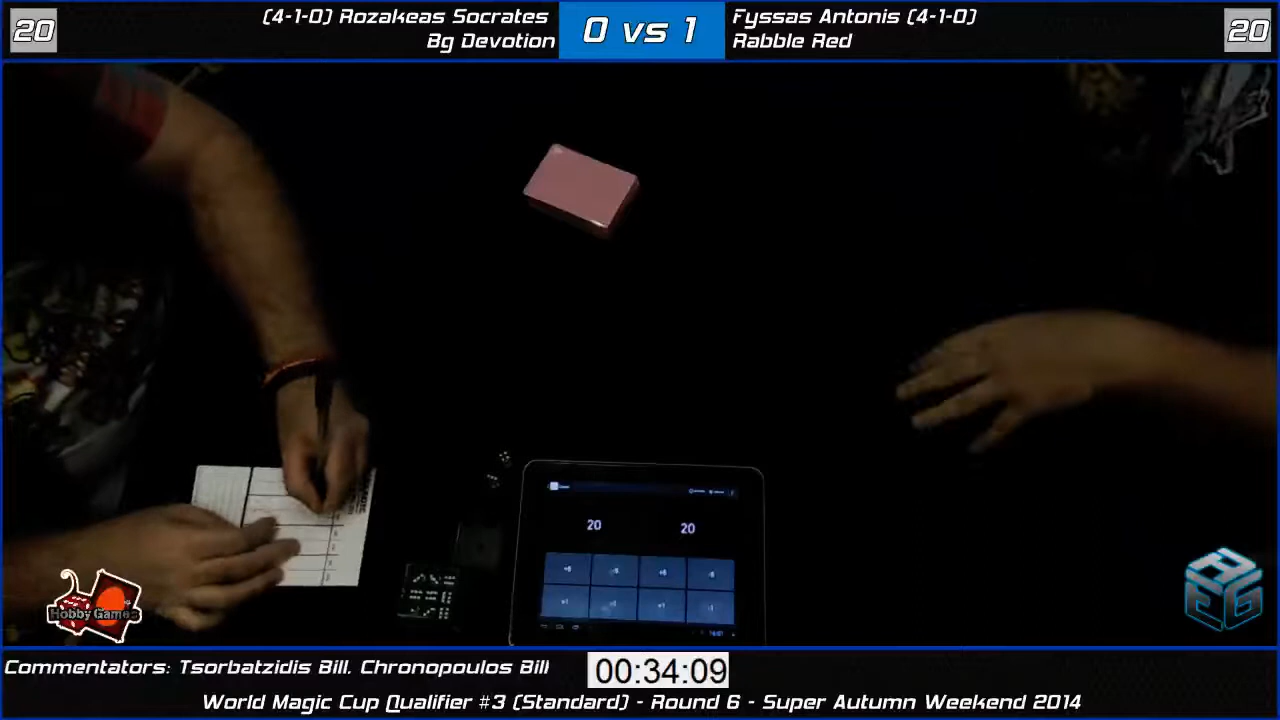 20
(4-1-0) Rozakeas Socrates
Bg Devotion
0 vs 1
Fyssas Antonis (4-1-0)
Rabble Red
20
20
20
Hobby Games
AEG
Commentators: Tsorbatzidis Bill, Chronopoulos Bill
00:34:09
World Magic Cup Qualifier #3 (Standard) - Round 6 - Super Autumn Weekend 2014